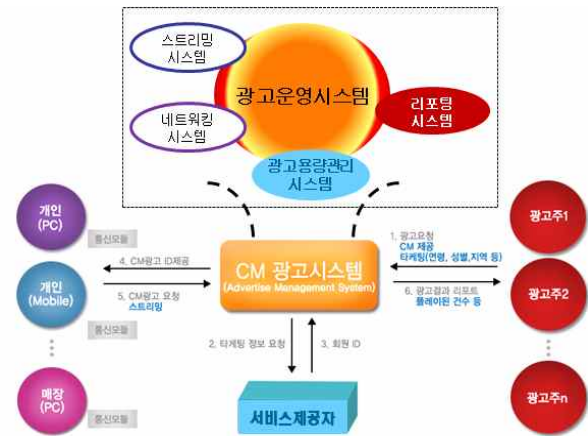 스트리밍
시스템
광고운영시스템
리포팅
시스템
네트워킹
시스템
광고용량관리
시스템
개인
(PC)
통신모듈
광고주1
1. 광고요청
CM 제공
타케팅(연령, 성별,지역 등)
4. CM광고 ID제공
CM 광고시스템
(Advertise Management System)
개인
(Mobile)
통신모듈
5. CM광고 요청
스트리밍
6. 광고결과 리포트
플레이된 건수 등
광고주2
2. 타케팅 정보 요청
3. 회원 ID
매장
(PC)
통신모듈
서비스제공자
광고주n